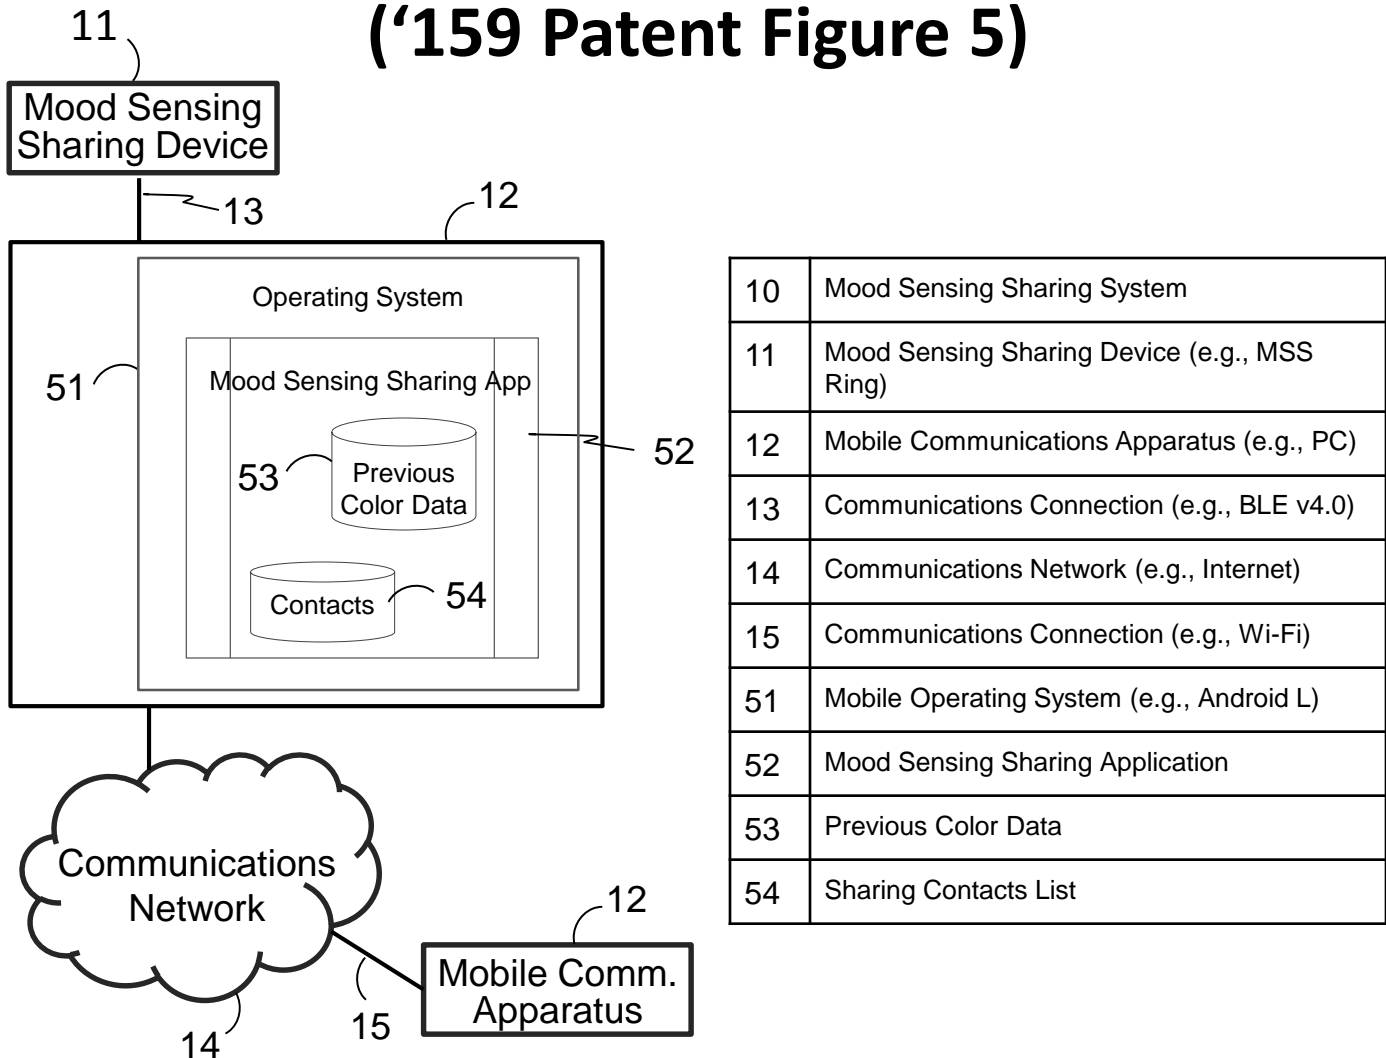 (‘159 Patent Figure 5)
11
Mood Sensing
Sharing Device
13
12
Operating System
51
Mood Sensing Sharing App
52
53
Previous
Color Data
Contacts
54
Communications
Network
12
Mobile Comm.
Apparatus
15
14
10 Mood Sensing Sharing System
11 Mood Sensing Sharing Device (e.g., MSS
Ring)
12 Mobile Communications Apparatus (e.g., PC)
13 Communications Connection (e.g., BLE v4.0)
14 Communications Network (e.g., Internet)
15 Communications Connection (e.g., Wi-Fi)
51 Mobile Operating System (e.g., Android L)
52 Mood Sensing Sharing Application
53 Previous Color Data
54 Sharing Contacts List